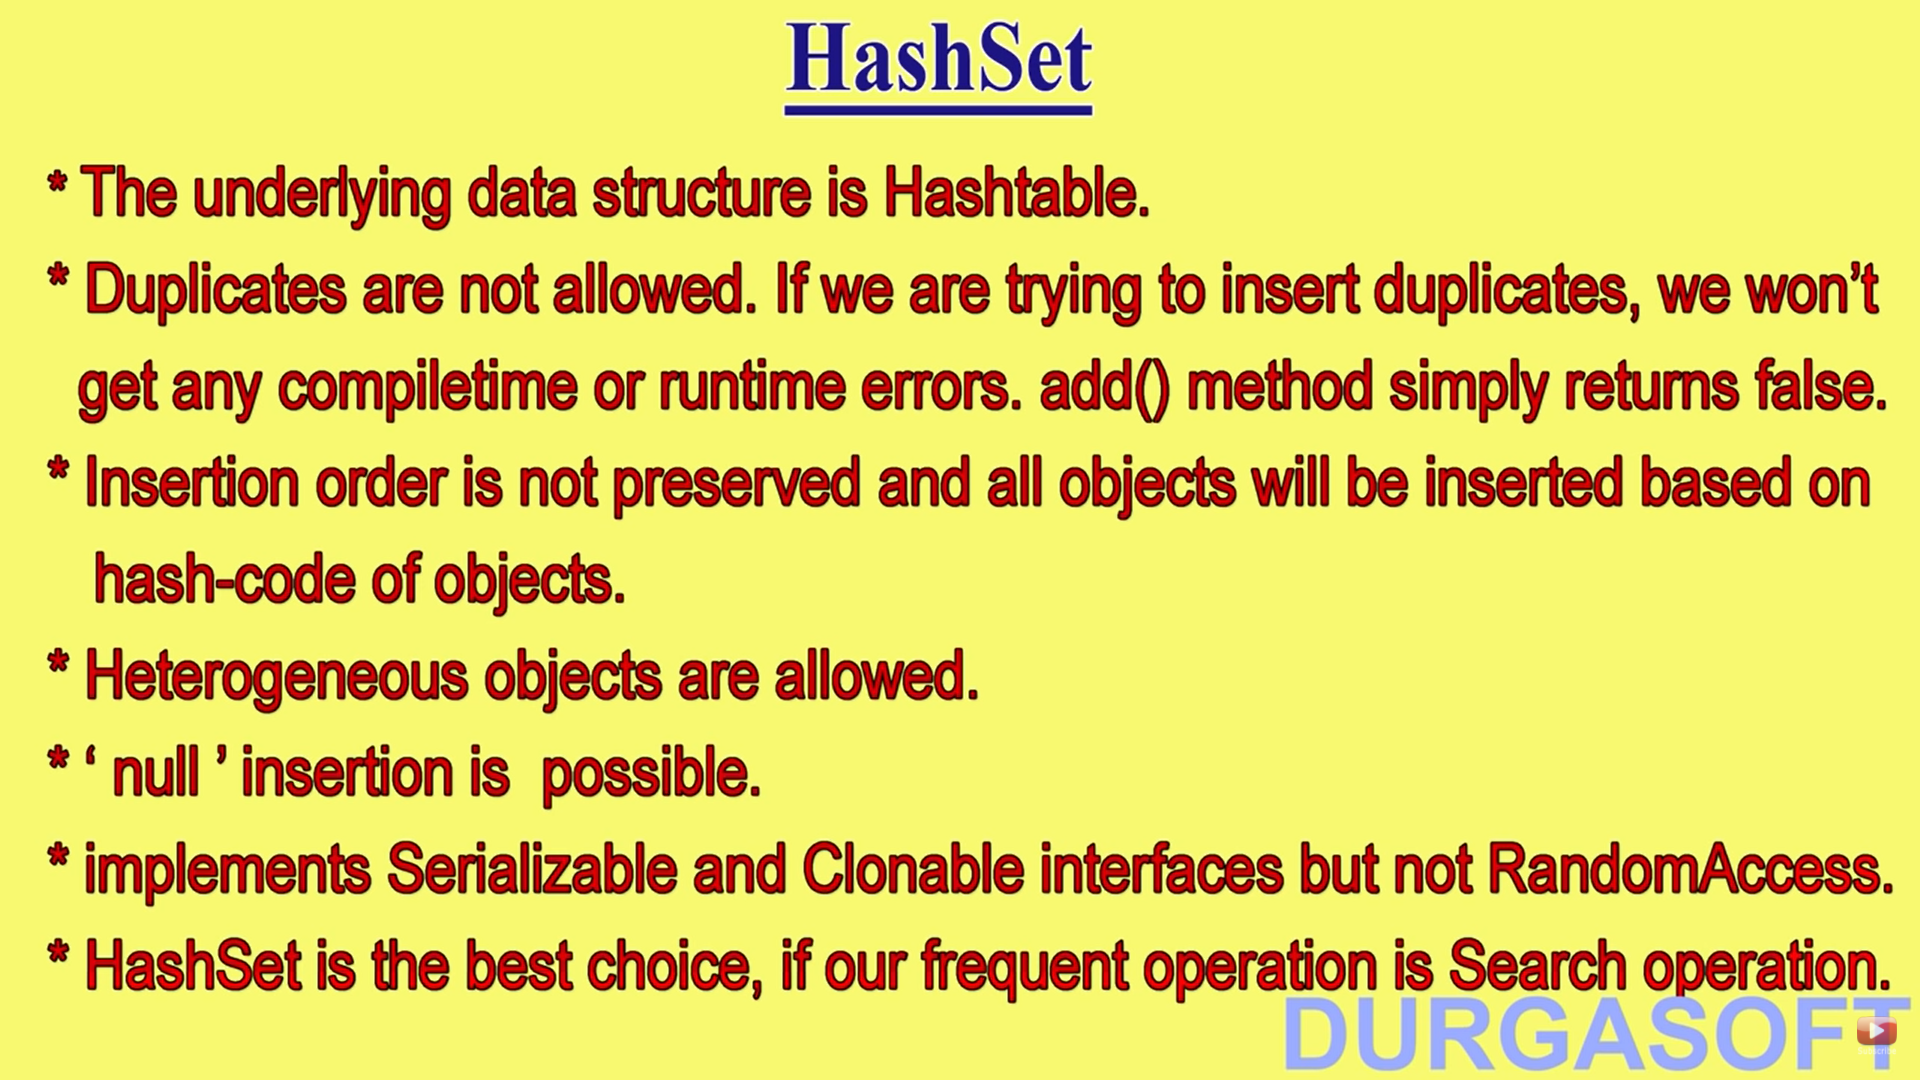 HashSet
* The underlying data structure is Hashtable.
* Duplicates are not allowed. If we are trying to insert duplicates, we won't
get any compiletime or runtime errors. add() method simply returns false.
* Insertion order is not preserved and all objects will be inserted based on
hash-code of objects.
* Heterogeneous objects are allowed.
* ‘ null ’ insertion is  possible.
* implements Serializable and Clonable interfaces but not RandomAccess.
* HashSet is the best choice, if our frequent operation is Search operation.
DURGASOFT